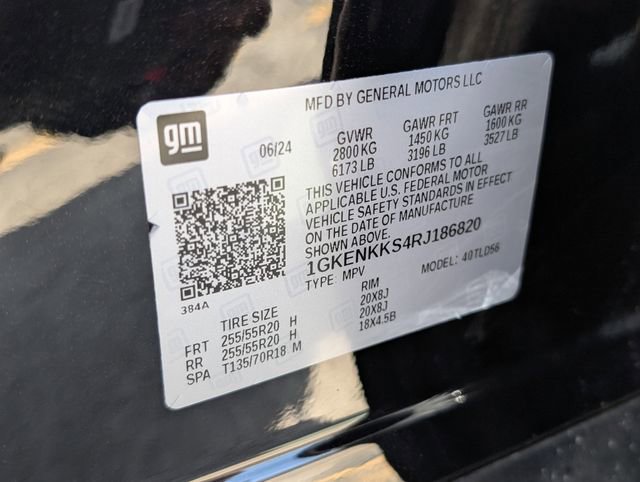 MFD BY GENERAL MOTORS LLC
gm
06/24
GVWR GAWR FRT GAWR RR
2800 KG 1450 KG 1600 KG
6173 LB 3196 LB 3527 LB
THIS VEHICLE CONFORMS TO ALL
APPLICABLE U.S. FEDERAL MOTOR
VEHICLE SAFETY STANDARDS IN EFFECT
ON THE DATE OF MANUFACTURE
SHOWN ABOVE.
1GKENKKS4RJ186820
TYPE: MPV MODEL: 40TLD56
384A
TIRE SIZE RIM
FRT 255/55R20 H 20X8J
RR 255/55R20 H 20X8J
SPA T135/70R18 M 18X4.5B